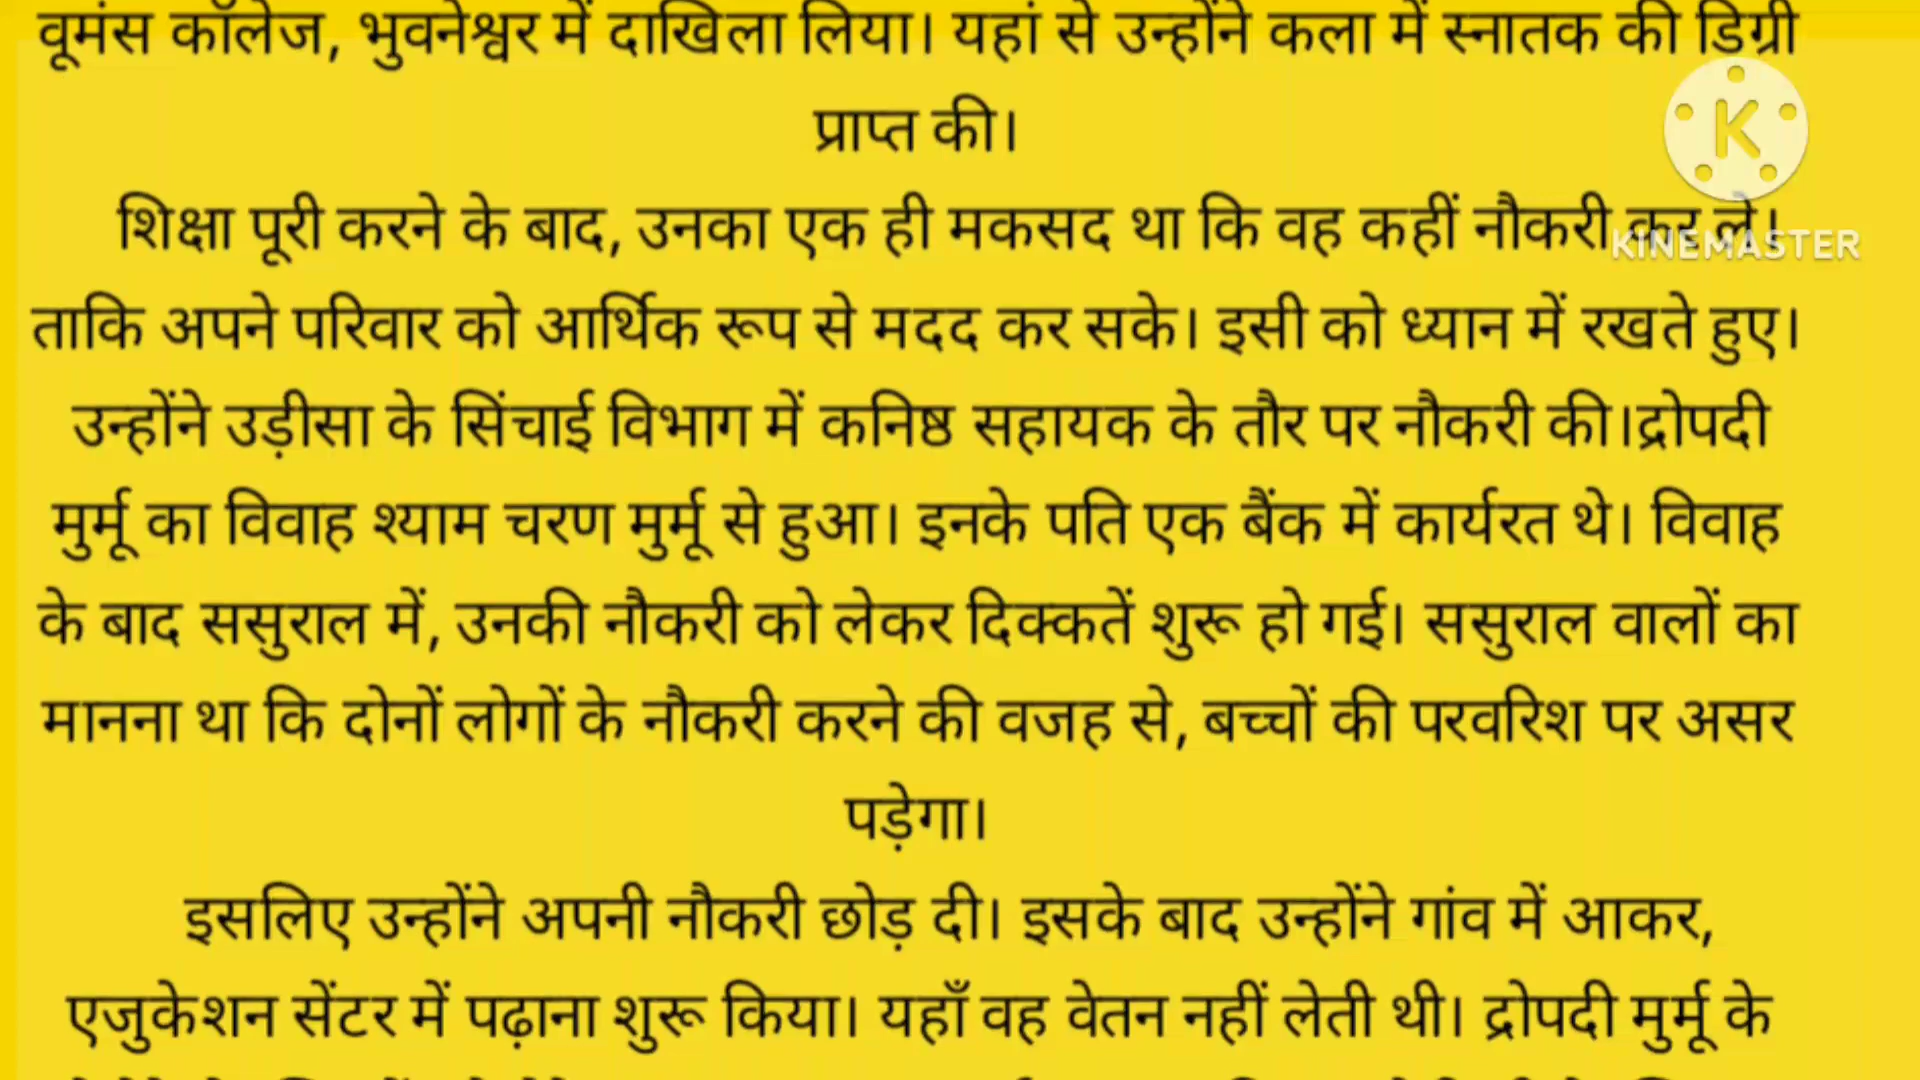 वूमंस कॉलेज, भुवनेश्वर में दाखिला लिया। यहां से उन्होंने कला में स्नातक की डिग्री
प्राप्त की।
K
शिक्षा पूरी करने के बाद, उनका एक ही मकसद था कि वह कहीं नौकरी कर ले।
KINEMASTER
ताकि अपने परिवार को आर्थिक रूप से मदद कर सके। इसी को ध्यान में रखते हुए।
उन्होंने उड़ीसा के सिंचाई विभाग में कनिष्ठ सहायक के तौर पर नौकरी की।द्रोपदी
मुर्मू का विवाह श्याम चरण मुर्मू से हुआ। इनके पति एक बैंक में कार्यरत थे। विवाह
के बाद ससुराल में, उनकी नौकरी को लेकर दिक्कतें शुरू हो गई। ससुराल वालों का
मानना था कि दोनों लोगों के नौकरी करने की वजह से, बच्चों की परवरिश पर असर
पड़ेगा।
इसलिए उन्होंने अपनी नौकरी छोड़ दी। इसके बाद उन्होंने गांव में आकर,
एजुकेशन सेंटर में पढ़ाना शुरू किया। यहाँ वह वेतन नहीं लेती थी। द्रोपदी मुर्मू के